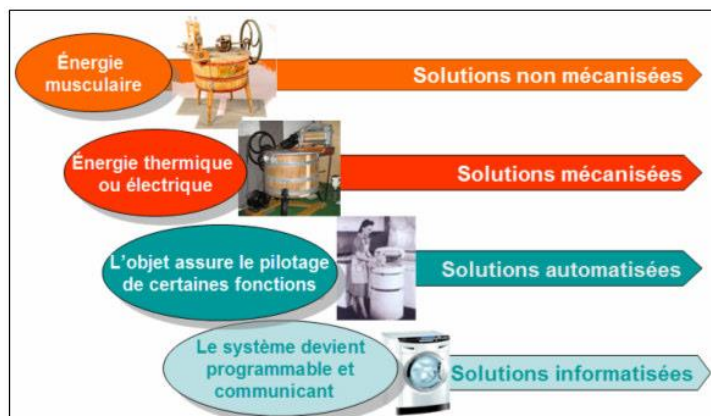 Énergie
musculaire
Solutions non mécanisées
Énergie thermique
ou électrique
Solutions mécanisées
L'objet assure le pilotage
de certaines fonctions
Solutions automatisées
Le système devient
programmable et
communicant
Solutions informatisées